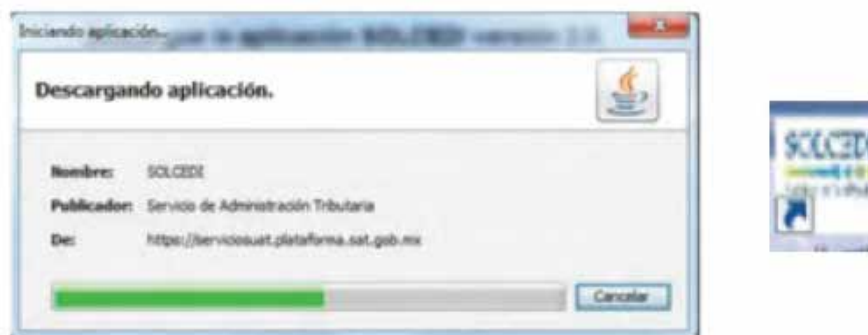 Iniciando aplicación...
Descargando aplicación.
Nombre: SOLCEDI
Publicador: Servicio de Administración Tributaria
De: https://serviciosuat.plataforma.sat.gob.mx
Cancelar
SOLCEDI